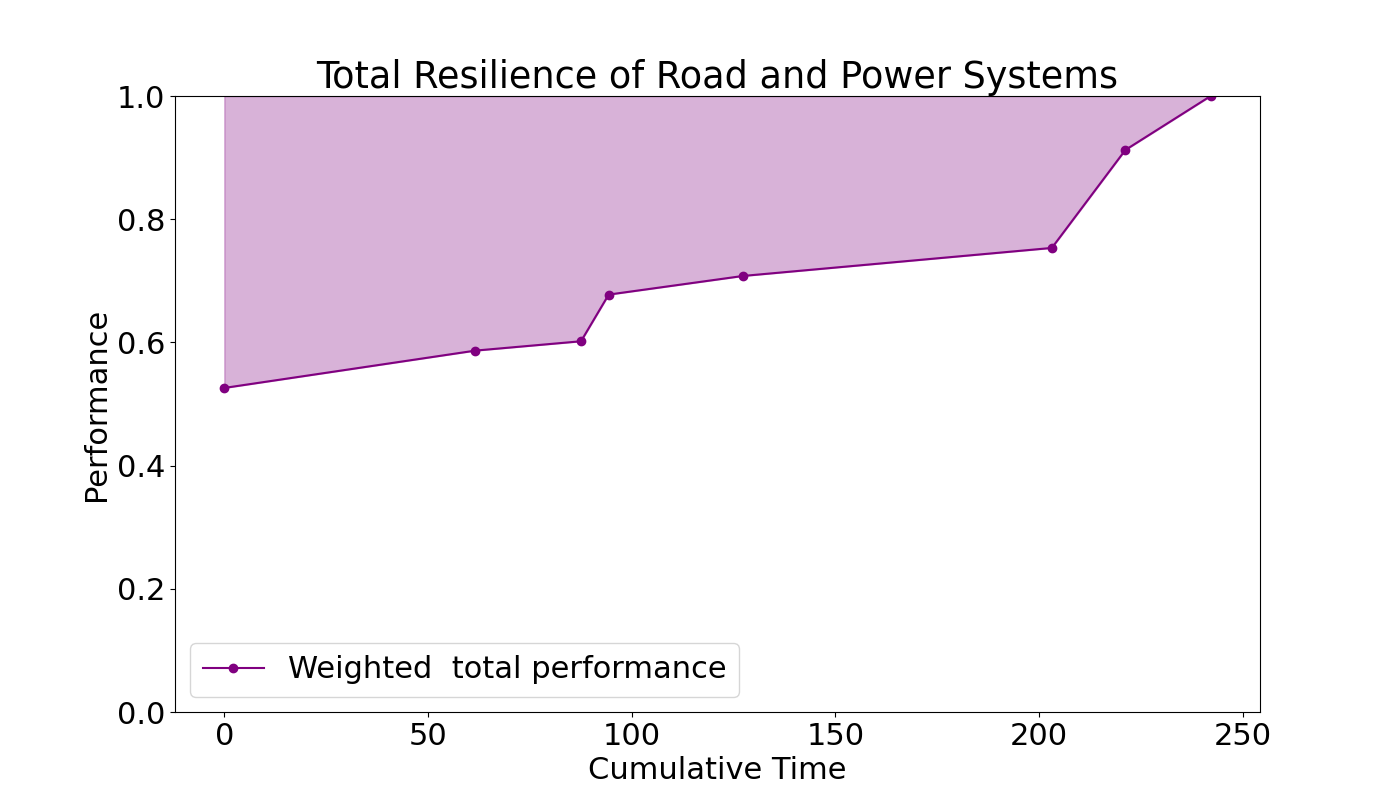 Total Resilience of Road and Power Systems
1.0
0.8
0.6
0.4
0.2
0.0
Performance
Weighted  total performance
0 50 100 150 200 250
Cumulative Time